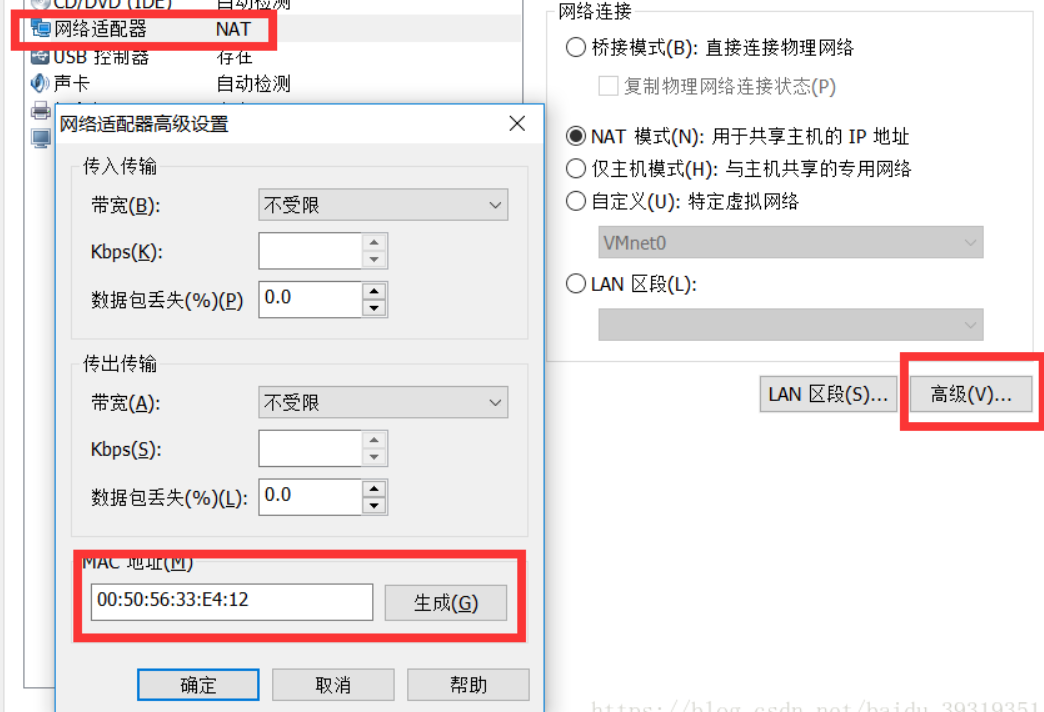 CD/DVD (IDE) 自动检测
网络适配器 NAT
USB 控制器 存在
声卡 自动检测
网络适配器高级设置
传入传输
带宽(B): 不受限
Kbps(K):
数据包丢失(%)(P) 0.0
传出传输
带宽(A): 不受限
Kbps(S):
数据包丢失(%)(L): 0.0
MAC 地址(M)
00:50:56:33:E4:12 生成(G)
确定 取消 帮助
网络连接
桥接模式(B): 直接连接物理网络
复制物理网络连接状态(P)
NAT 模式(N): 用于共享主机的 IP 地址
仅主机模式(H): 与主机共享的专用网络
自定义(U): 特定虚拟网络
VMnet0
LAN 区段(L):
LAN 区段(S)... 高级(V)...
https://blog.csdn.net/baidu_39319351